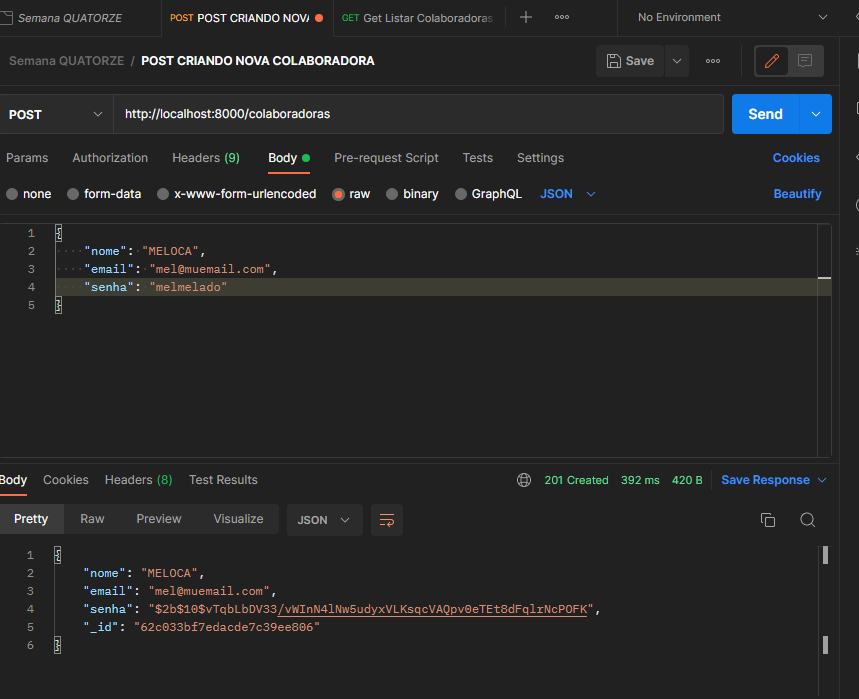 Semana QUATORZE POST POST CRIANDO NOVA GET Get Listar Colaboradoras No Environment
Semana QUATORZE / POST CRIANDO NOVA COLABORADORA Save
POST http://localhost:8000/colaboradoras Send
Params Authorization Headers (9) Body Pre-request Script Tests Settings Cookies
none form-data x-www-form-urlencoded raw binary GraphQL JSON Beautify
1 {
2 "nome": "MELOCA",
3 "email": "mel@muemail.com",
4 "senha": "melmelado"
5 }
Body Cookies Headers (8) Test Results 201 Created 392 ms 420 B Save Response
Pretty Raw Preview Visualize JSON
1 {
2 "nome": "MELOCA",
3 "email": "mel@muemail.com",
4 "senha": "$2b$10$vTqbLbDV33/vWInN4lNw5udyxVLKsqcVAQpv0eTEt8dFqlrNcPOFK",
5 "_id": "62c033bf7edacde7c39ee806"
6 }